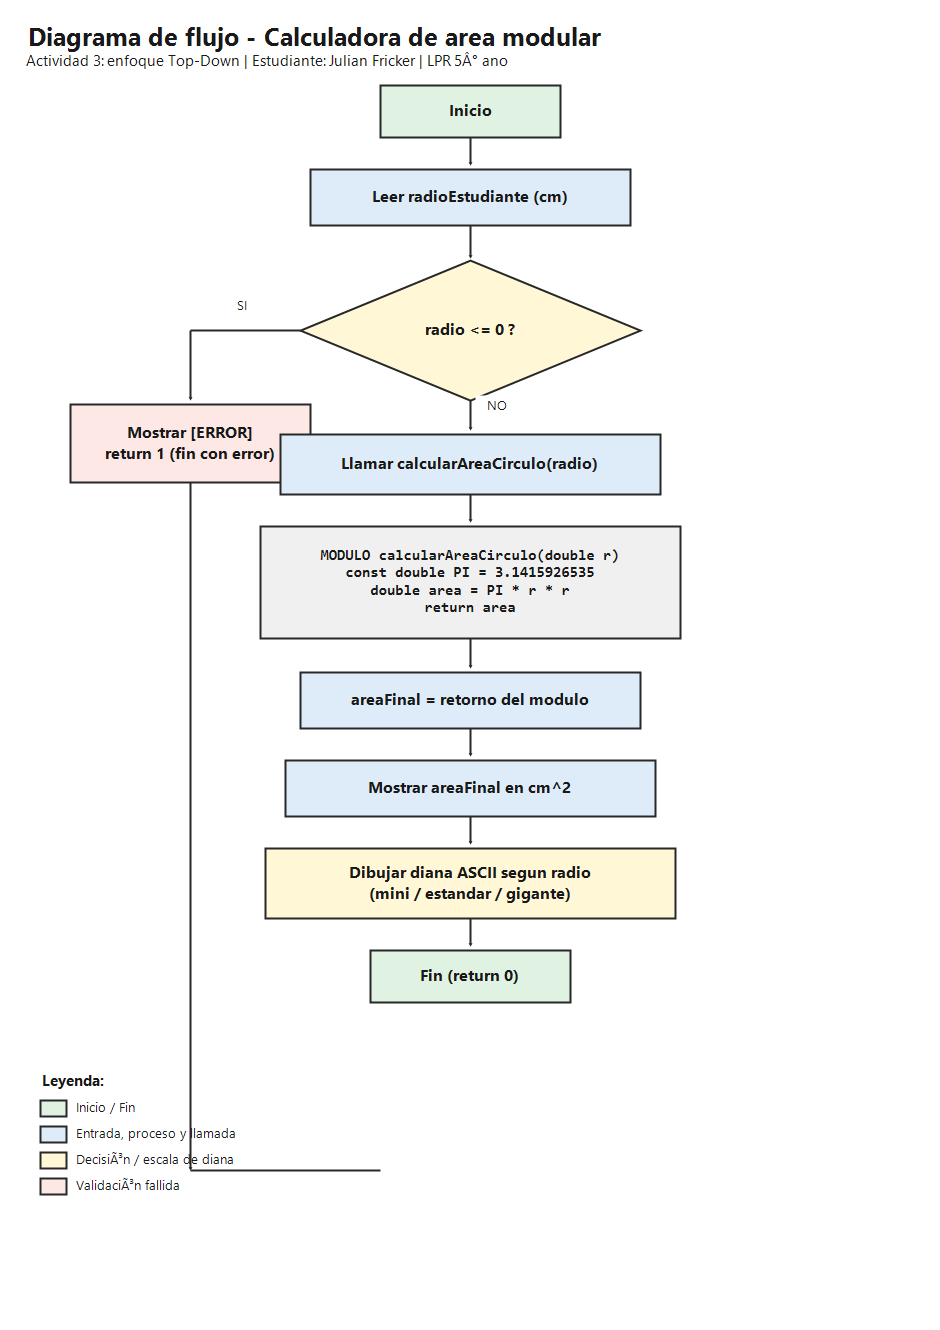 Diagrama de flujo - Calculadora de area modular
Actividad 3: enfoque Top-Down | Estudiante: Julian Fricker | LPR 5Â° ano
Inicio
Leer radioEstudiante (cm)
SI
radio <= 0 ?
NO
Mostrar [ERROR]
return 1 (fin con error)
Llamar calcularAreaCirculo(radio)
MODULO calcularAreaCirculo(double r)
const double PI = 3.1415926535
double area = PI * r * r
return area
areaFinal = retorno del modulo
Mostrar areaFinal en cm^2
Dibujar diana ASCII segun radio
(mini / estandar / gigante)
Fin (return 0)
Leyenda:
Inicio / Fin
Entrada, proceso y llamada
DecisiÃ³n / escala de diana
ValidaciÃ³n fallida